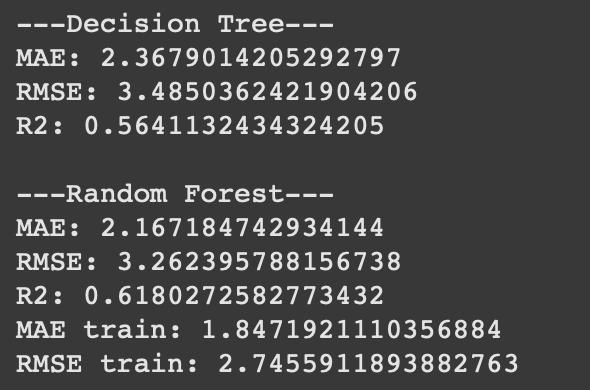 ---Decision Tree---
MAE: 2.3679014205292797
RMSE: 3.4850362421904206
R2: 0.5641132434324205
---Random Forest---
MAE: 2.167184742934144
RMSE: 3.262395788156738
R2: 0.6180272582773432
MAE train: 1.8471921110356884
RMSE train: 2.7455911893882763